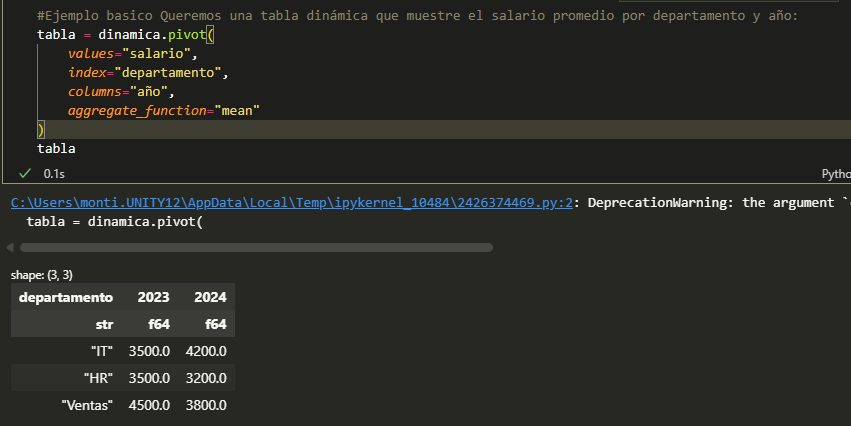 #Ejemplo basico Queremos una tabla dinámica que muestre el salario promedio por departamento y año:
tabla = dinamica.pivot(
    values="salario",
    index="departamento",
    columns="año",
    aggregate_function="mean"
)
tabla
0.1s
C:\Users\monti.UNITY12\AppData\Local\Temp\ipykernel_10484\2426374469.py:2: DeprecationWarning: the argument `
  tabla = dinamica.pivot(
shape: (3, 3)
departamento 2023 2024
str f64 f64
"IT" 3500.0 4200.0
"HR" 3500.0 3200.0
"Ventas" 4500.0 3800.0